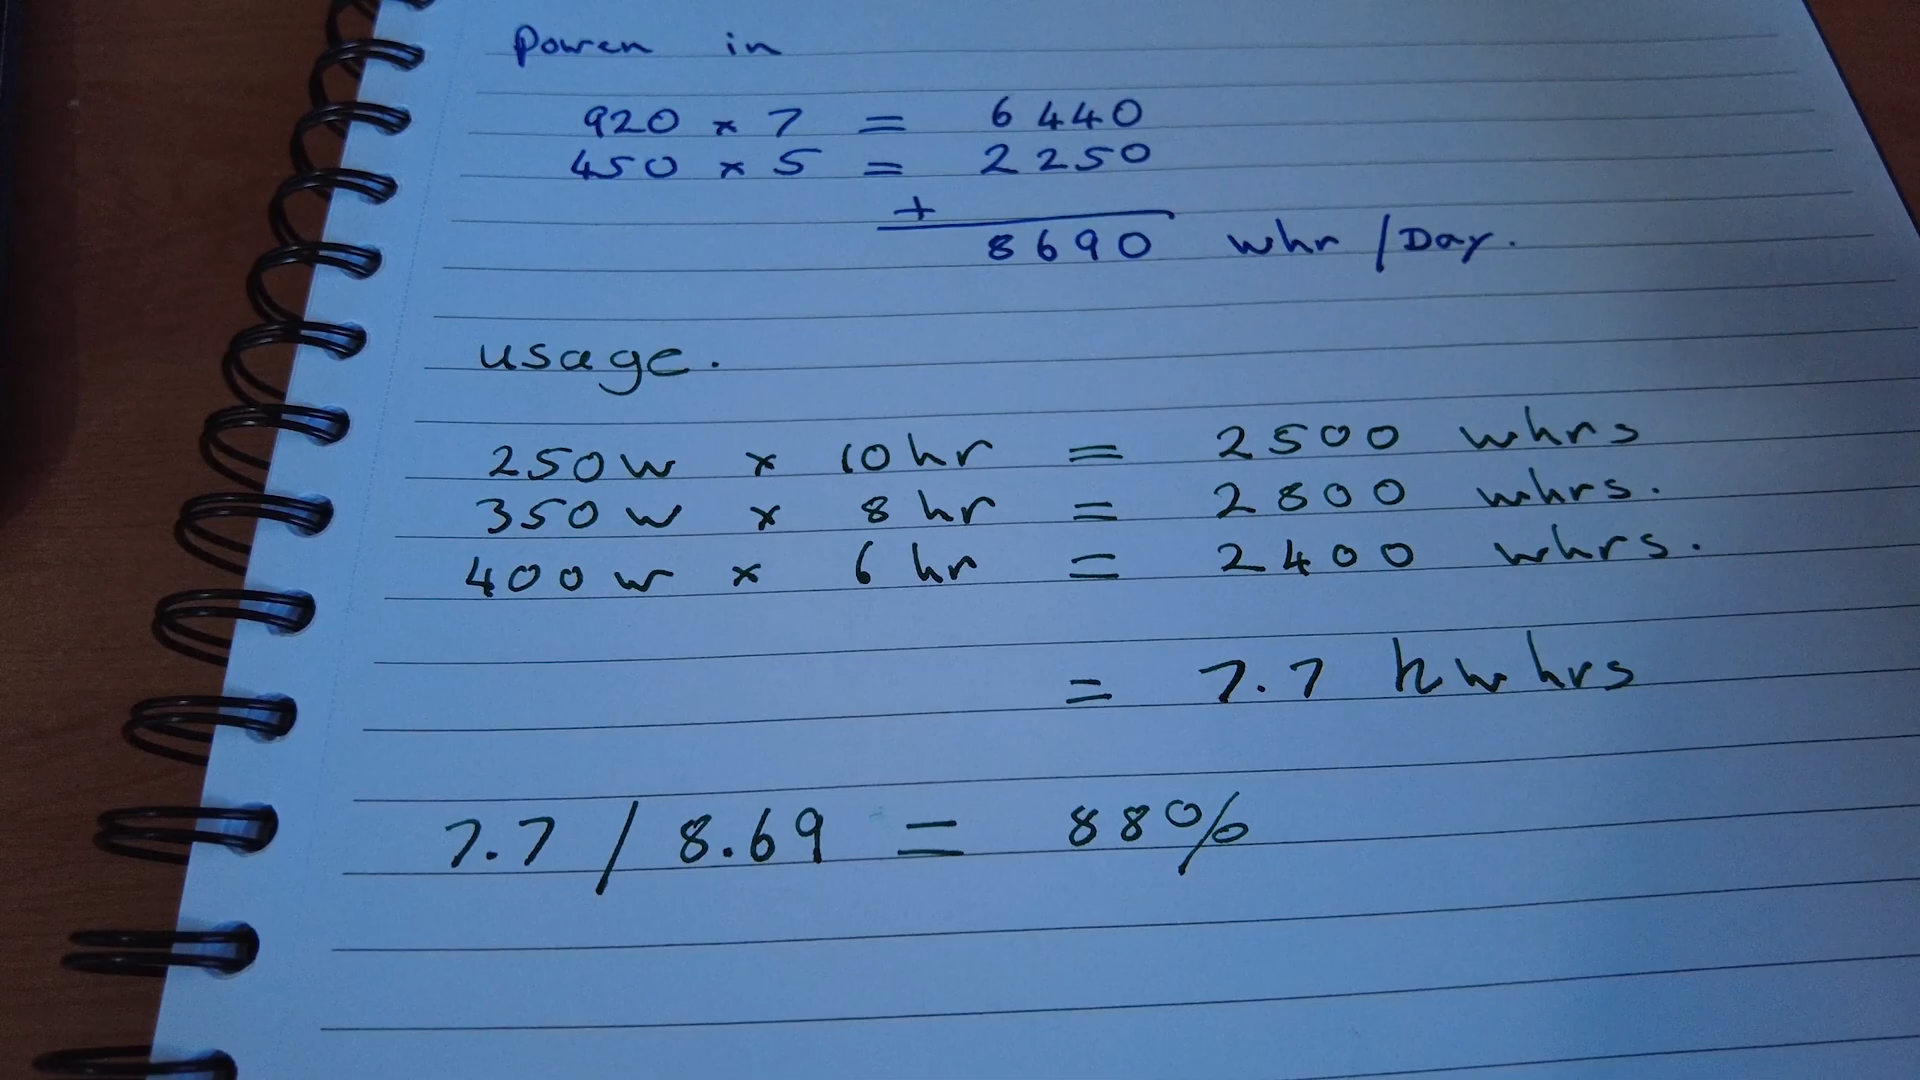 Power in
920 × 7 = 6440
450 × 5 = 2250
+
8690 whr / Day.
usage.
250w × 10hr = 2500 whrs
350w × 8hr = 2800 whrs.
400w × 6hr = 2400 whrs.
= 7.7 kwhrs
7.7 / 8.69 = 88%